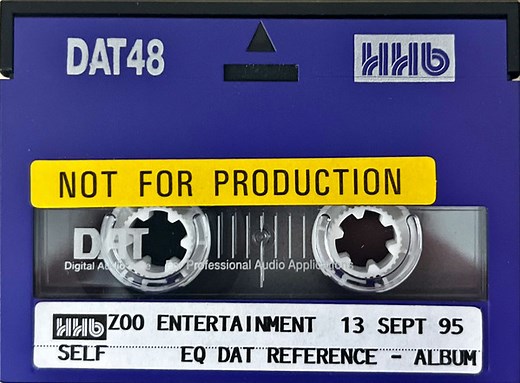 DAT48 HHb
NOT FOR PRODUCTION
DAT
Digital Audio Tape Professional Audio Applications
HHb ZOO ENTERTAINMENT 13 SEPT 95
SELF EQ DAT REFERENCE - ALBUM